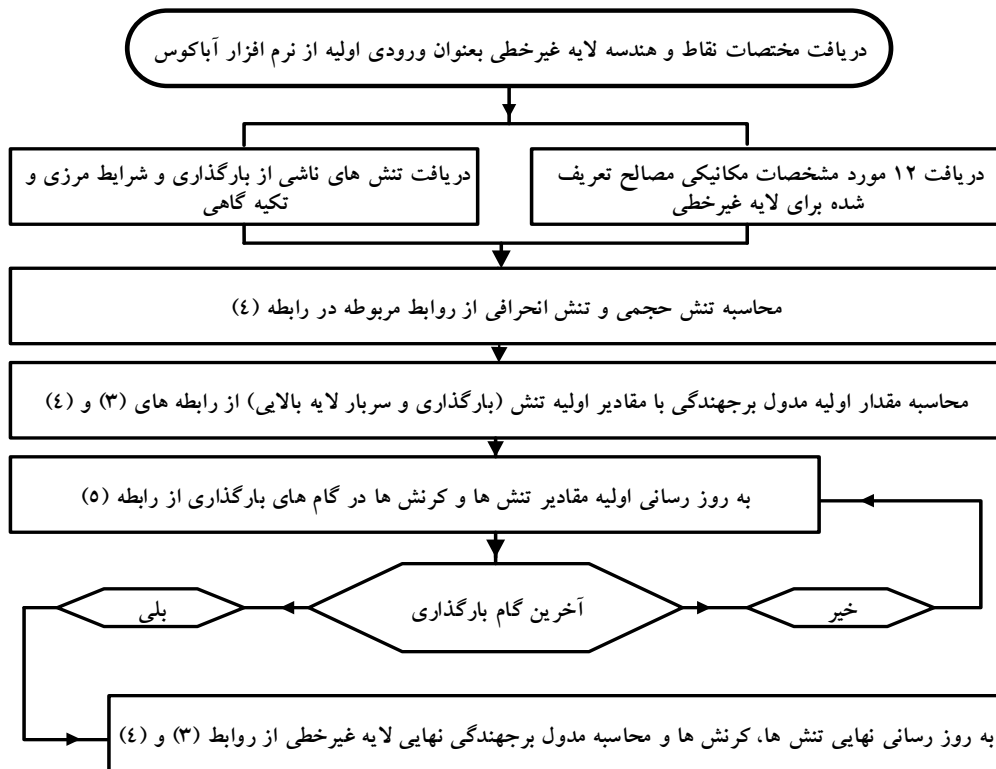 دریافت مختصات نقاط و هندسه لایه غیرخطی بعنوان ورودی اولیه از نرم افزار آباکوس
دریافت ۱۲ مورد مشخصات مکانیکی مصالح تعریف
شده برای لایه غیرخطی
دریافت تنش های ناشی از بارگذاری و شرایط مرزی و
تکیه گاهی
محاسبه تنش حجمی و تنش انحرافی از روابط مربوطه در رابطه (٤)
محاسبه مقدار اولیه مدول برجهندگی با مقادیر اولیه تنش (بارگذاری و سربار لایه بالایی) از رابطه های (۳) و (٤)
به روز رسانی اولیه مقادیر تنش ها و کرنش ها در گام های بارگذاری از رابطه (٥)
آخرین گام بارگذاری
خیر
بلی
به روز رسانی نهایی تنش ها، کرنش ها و محاسبه مدول برجهندگی نهایی لایه غیرخطی از روابط (۳) و (٤)